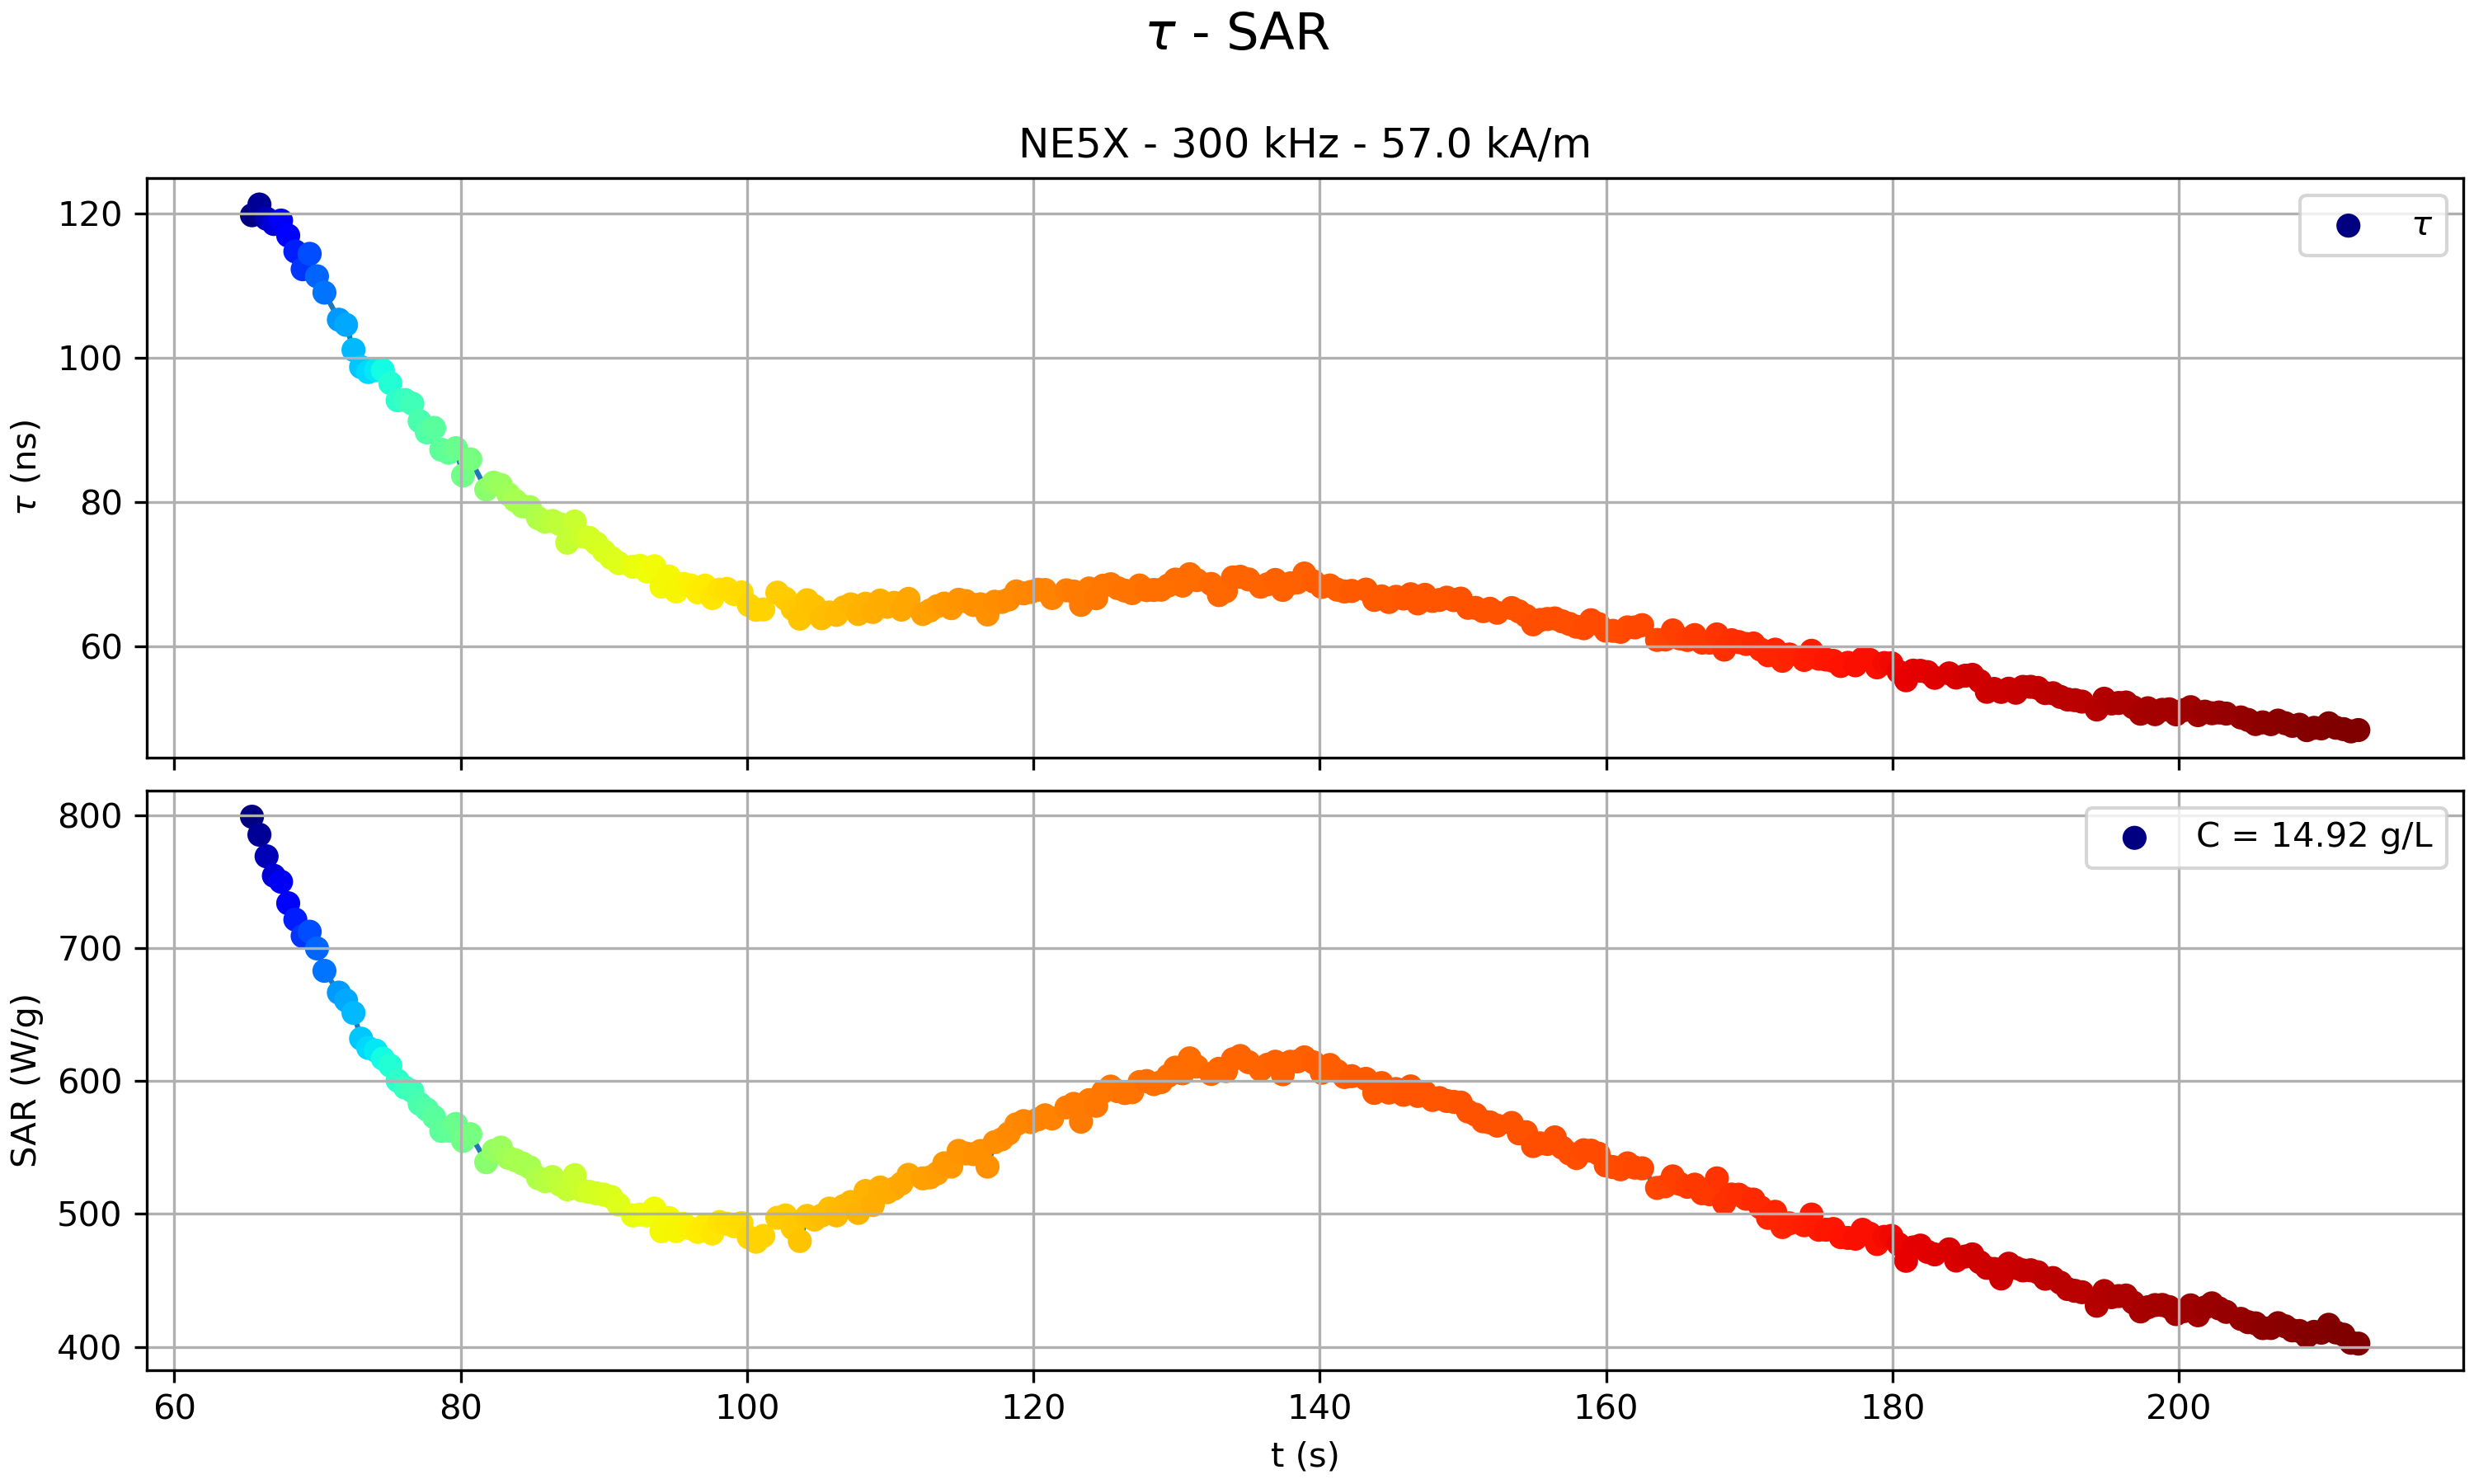 τ - SAR
NE5X - 300 kHz - 57.0 kA/m
120
100
80
60
τ (ns)
τ
800
700
600
500
400
SAR (W/g)
C = 14.92 g/L
60 80 100 120 140 160 180 200
t (s)